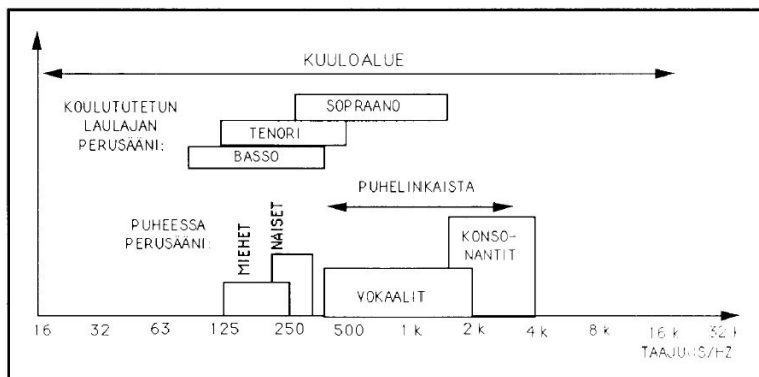 KUULOALUE
KOULUTUTETUN
LAULAJAN
PERUSÄÄNI:
SOPRAANO
TENORI
BASSO
PUHELINKAISTA
PUHEESSA
PERUSÄÄNI:
MIEHET
NAISET
KONSO-
NANTIT
VOKAALIT
16 32 63 125 250 500 1 k 2 k 4 k 8 k 16 k 32 k
TAAJUUS/HZ